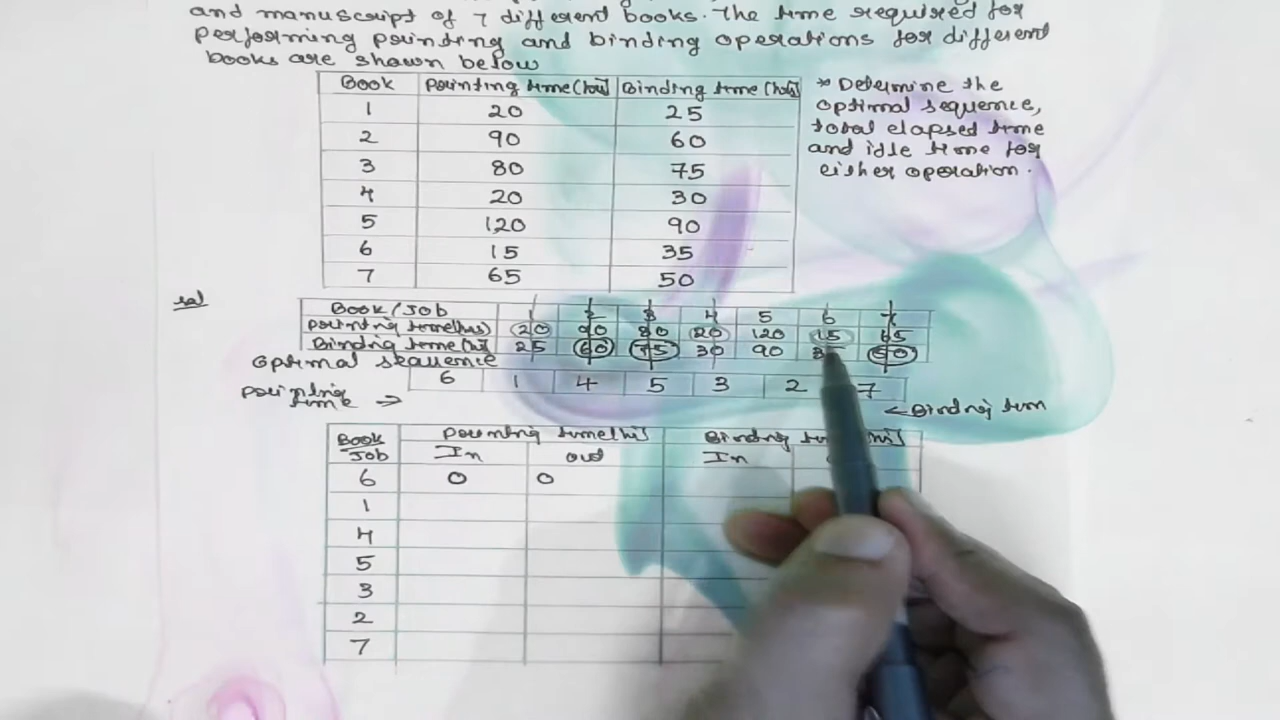 and manuscript of 7 different books. The time required for
performing printing and binding operations for different
books are shown below
Book Printing time (hrs) Binding time (hrs)
1 20 25
2 90 60
3 80 75
4 20 30
5 120 90
6 15 35
7 65 50
* Determine the
optimal sequence,
total elapsed time
and idle time for
either operation.
sol
Book/Job 1 2 3 4 5 6 7
Printing time (hrs) 20 90 80 20 120 15 65
Binding time (hr) 25 60 75 30 90 35 50
optimal sequence
6 1 4 5 3 2 7
printing
time →
← Binding time
Book
Job
Printing time (hrs) Binding
In out In
6 0 0
1
4
5
3
2
7